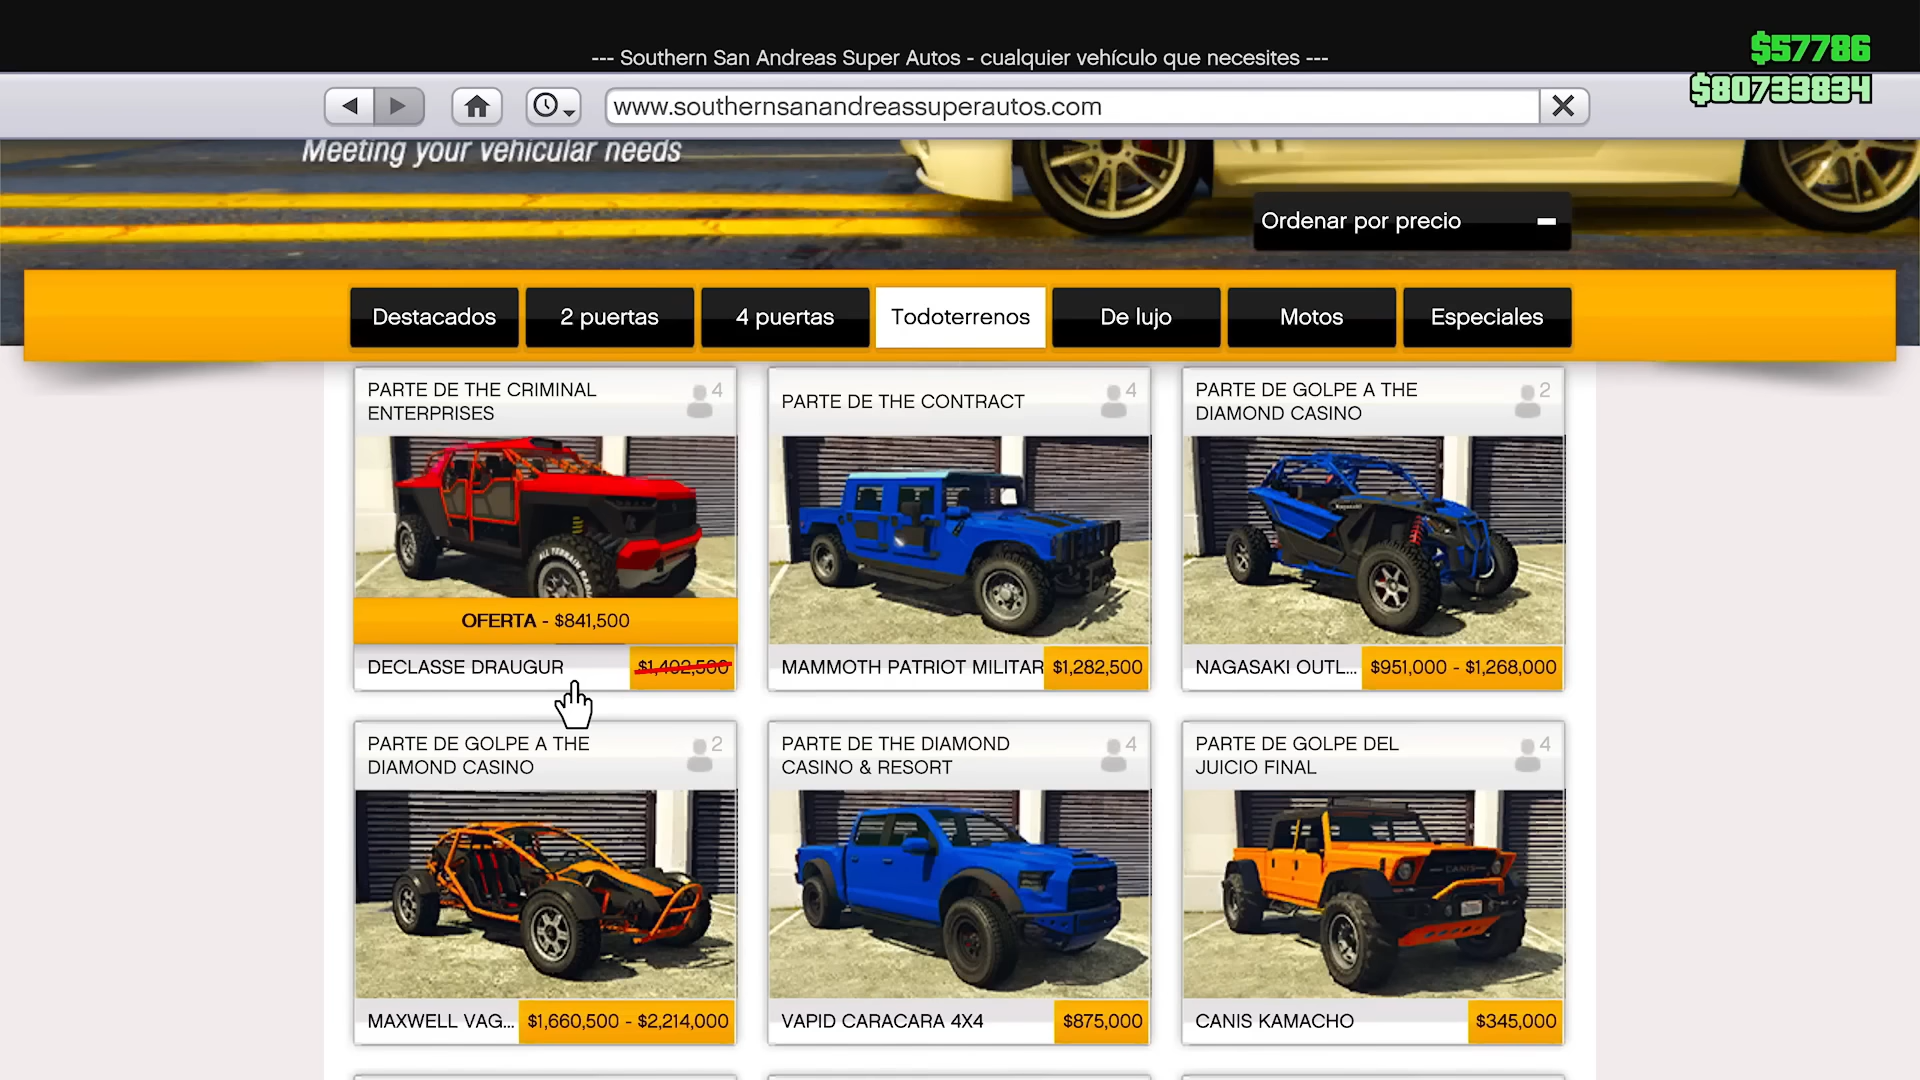 --- Southern San Andreas Super Autos - cualquier vehículo que necesites ---
$57786
$80733834
www.southernsanandreassuperautos.com
Meeting your vehicular needs
Ordenar por precio
Destacados
2 puertas
4 puertas
Todoterrenos
De lujo
Motos
Especiales
PARTE DE THE CRIMINAL
ENTERPRISES
4
OFERTA - $841,500
DECLASSE DRAUGUR
$1,402,500
PARTE DE THE CONTRACT
4
MAMMOTH PATRIOT MILITAR
$1,282,500
PARTE DE GOLPE A THE
DIAMOND CASINO
2
NAGASAKI OUTL...
$951,000 - $1,268,000
PARTE DE GOLPE A THE
DIAMOND CASINO
2
MAXWELL VAG...
$1,660,500 - $2,214,000
PARTE DE THE DIAMOND
CASINO & RESORT
4
VAPID CARACARA 4X4
$875,000
PARTE DE GOLPE DEL
JUICIO FINAL
4
CANIS
CANIS KAMACHO
$345,000